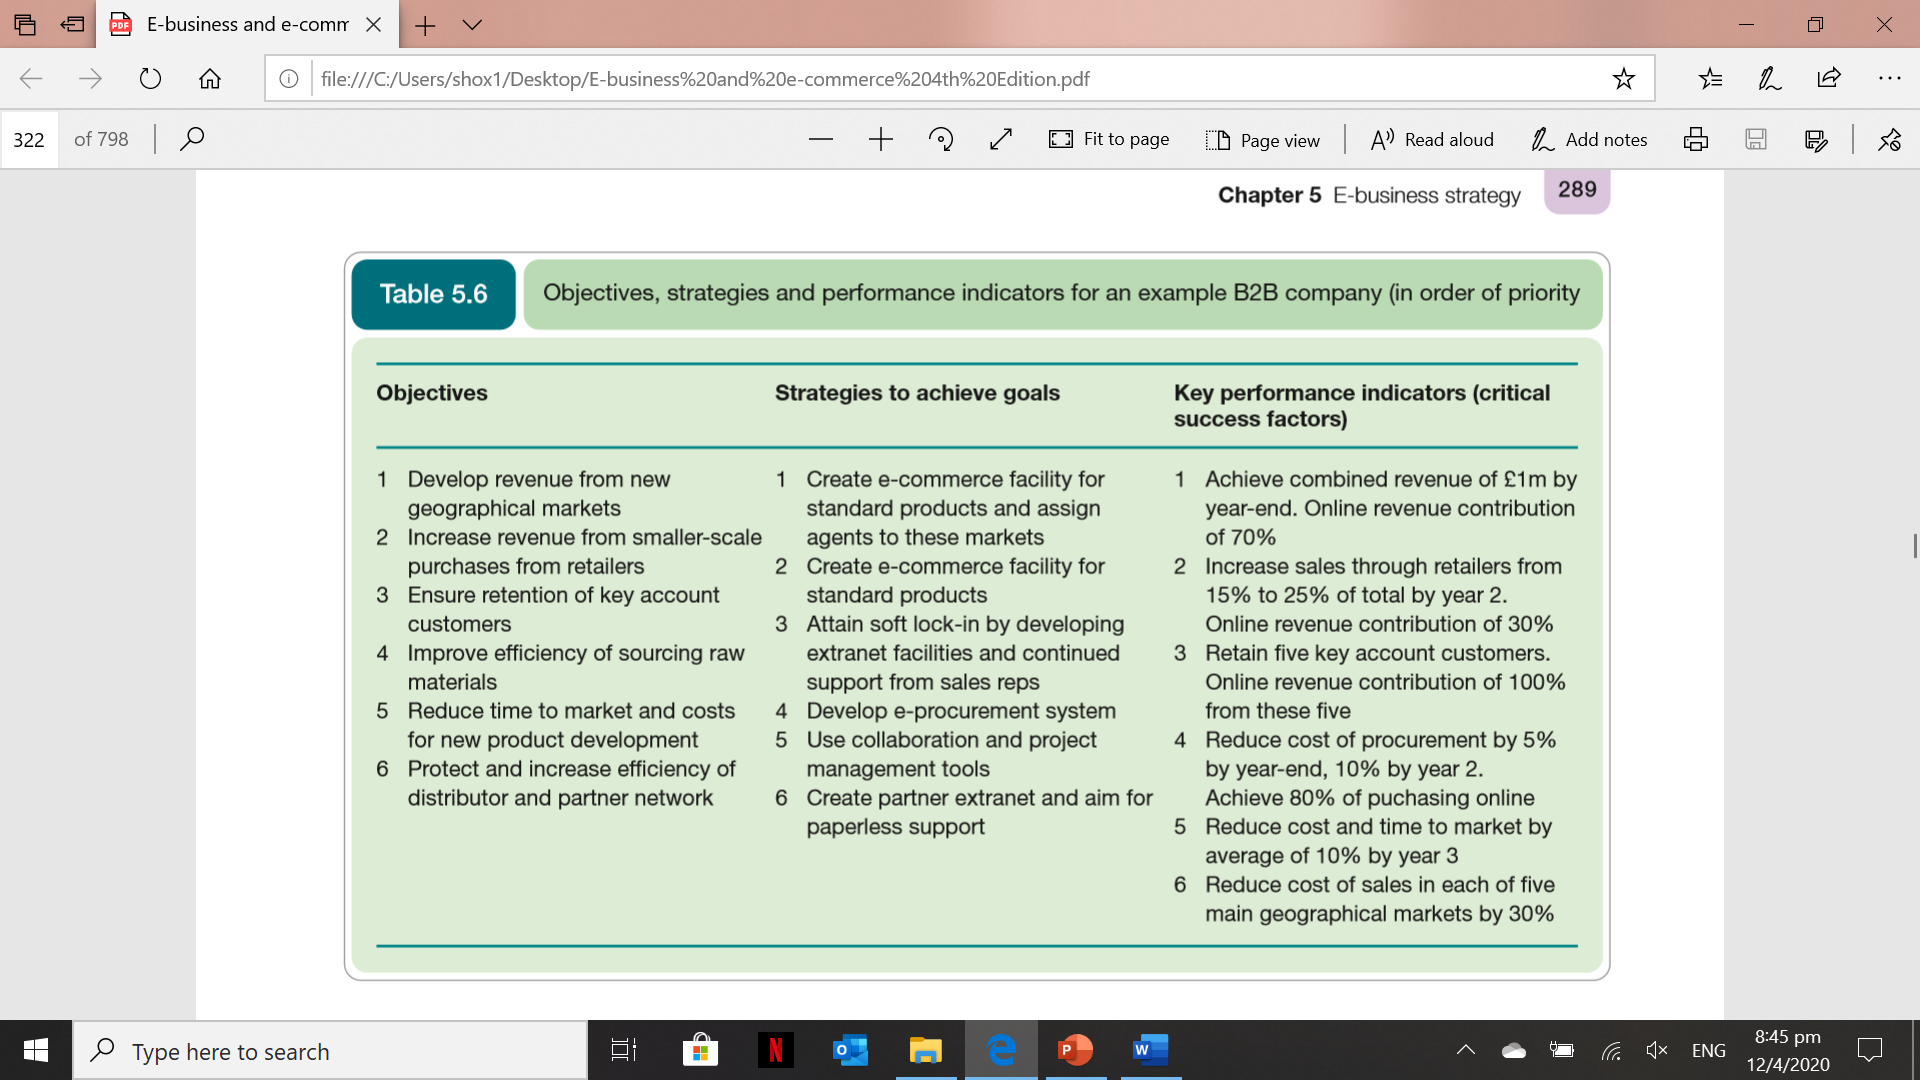 E-business and e-comm
file:///C:/Users/shox1/Desktop/E-business%20and%20e-commerce%204th%20Edition.pdf
322 of 798
Fit to page
Page view
Read aloud
Add notes
Chapter 5 E-business strategy 289
Table 5.6
Objectives, strategies and performance indicators for an example B2B company (in order of priority
Objectives
Strategies to achieve goals
Key performance indicators (critical
success factors)
1 Develop revenue from new
geographical markets
2 Increase revenue from smaller-scale
purchases from retailers
3 Ensure retention of key account
customers
4 Improve efficiency of sourcing raw
materials
5 Reduce time to market and costs
for new product development
6 Protect and increase efficiency of
distributor and partner network
1 Create e-commerce facility for
standard products and assign
agents to these markets
2 Create e-commerce facility for
standard products
3 Attain soft lock-in by developing
extranet facilities and continued
support from sales reps
4 Develop e-procurement system
5 Use collaboration and project
management tools
6 Create partner extranet and aim for
paperless support
1 Achieve combined revenue of £1m by
year-end. Online revenue contribution
of 70%
2 Increase sales through retailers from
15% to 25% of total by year 2.
Online revenue contribution of 30%
3 Retain five key account customers.
Online revenue contribution of 100%
from these five
4 Reduce cost of procurement by 5%
by year-end, 10% by year 2.
Achieve 80% of puchasing online
5 Reduce cost and time to market by
average of 10% by year 3
6 Reduce cost of sales in each of five
main geographical markets by 30%
Type here to search
ENG
8:45 pm
12/4/2020